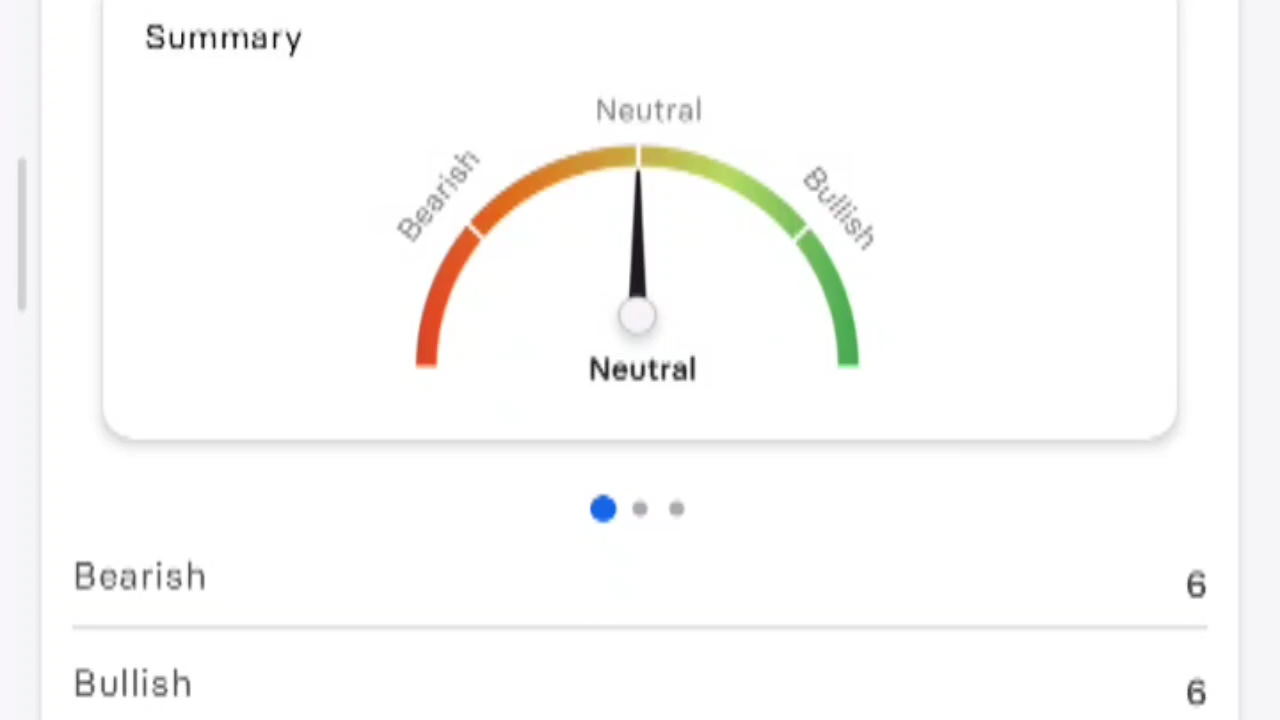 Summary
Neutral
Bearish
Bullish
Neutral
Bearish 6
Bullish 6